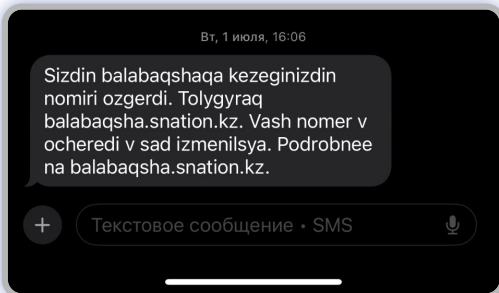 Вт, 1 июля, 16:06
Sizdin balabaqshaqa kezeginizdin
nomiri ozgerdi. Tolygyraq
balabaqsha.snation.kz. Vash nomer v
ocheredi v sad izmenilsya. Podrobnee
na balabaqsha.snation.kz.
Текстовое сообщение • SMS